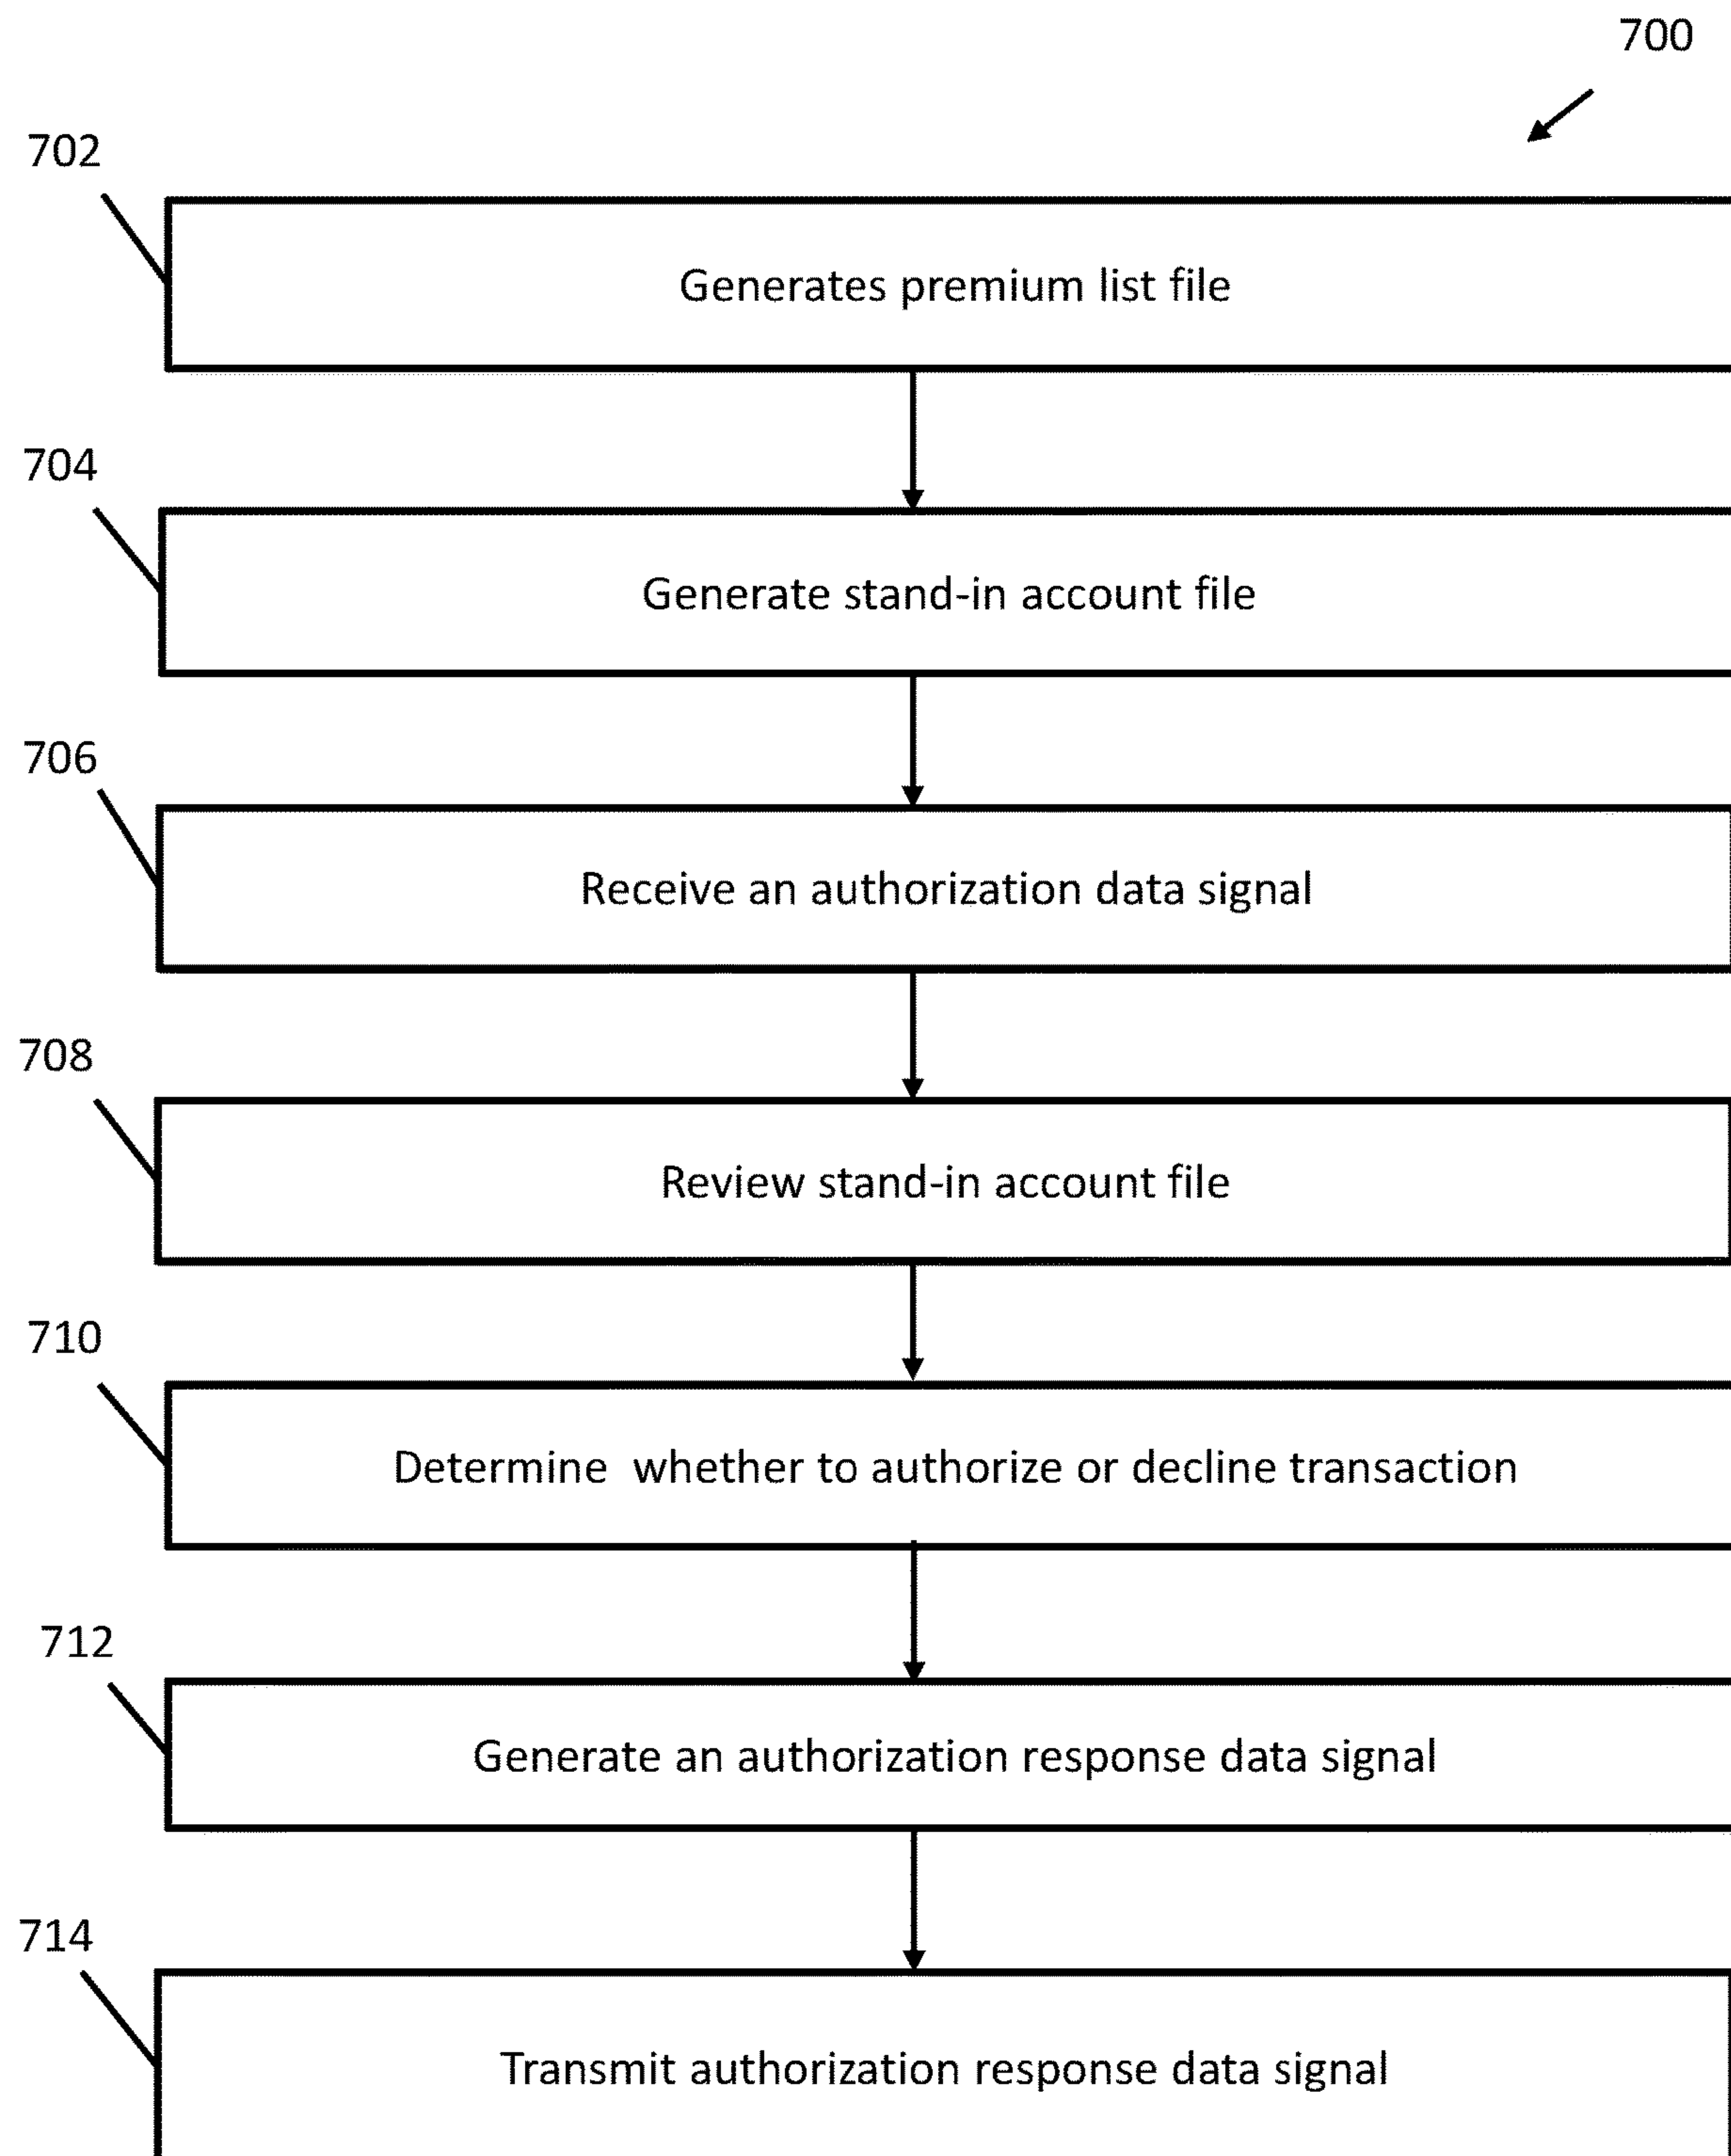 700
702
Generates premium list file
704
Generate stand-in account file
706
Receive an authorization data signal
708
Review stand-in account file
710
Determine  whether to authorize or decline transaction
712
Generate an authorization response data signal
714
Transmit authorization response data signal